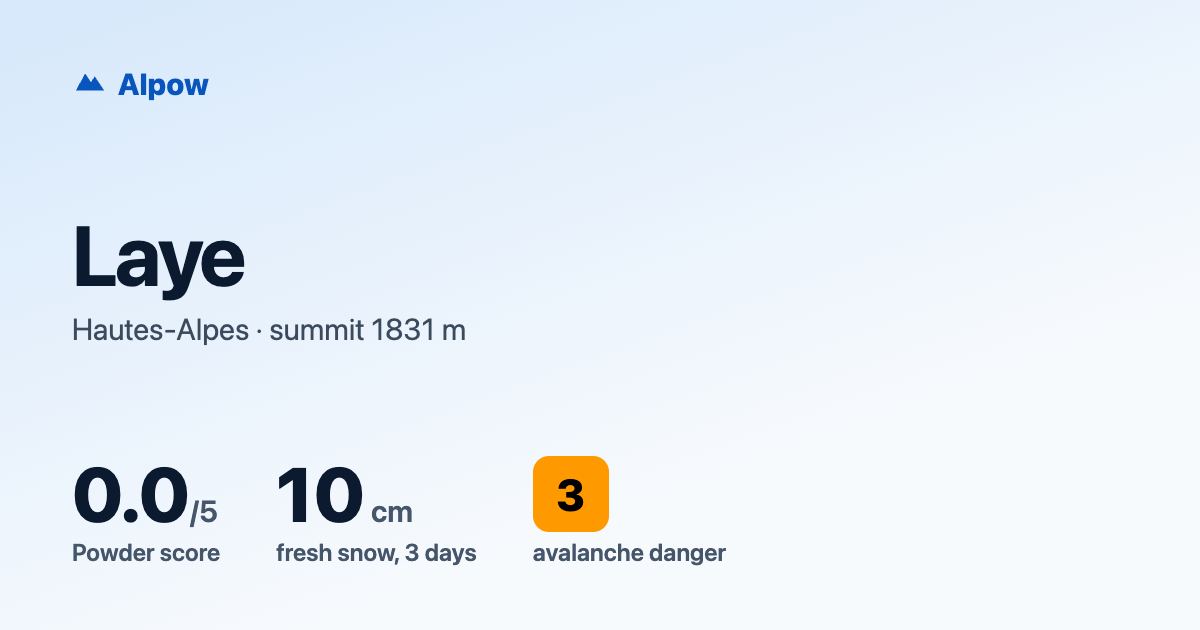 Alpow
Laye
Hautes-Alpes · summit 1831 m
0.0/5
Powder score
10 cm
fresh snow, 3 days
3
avalanche danger